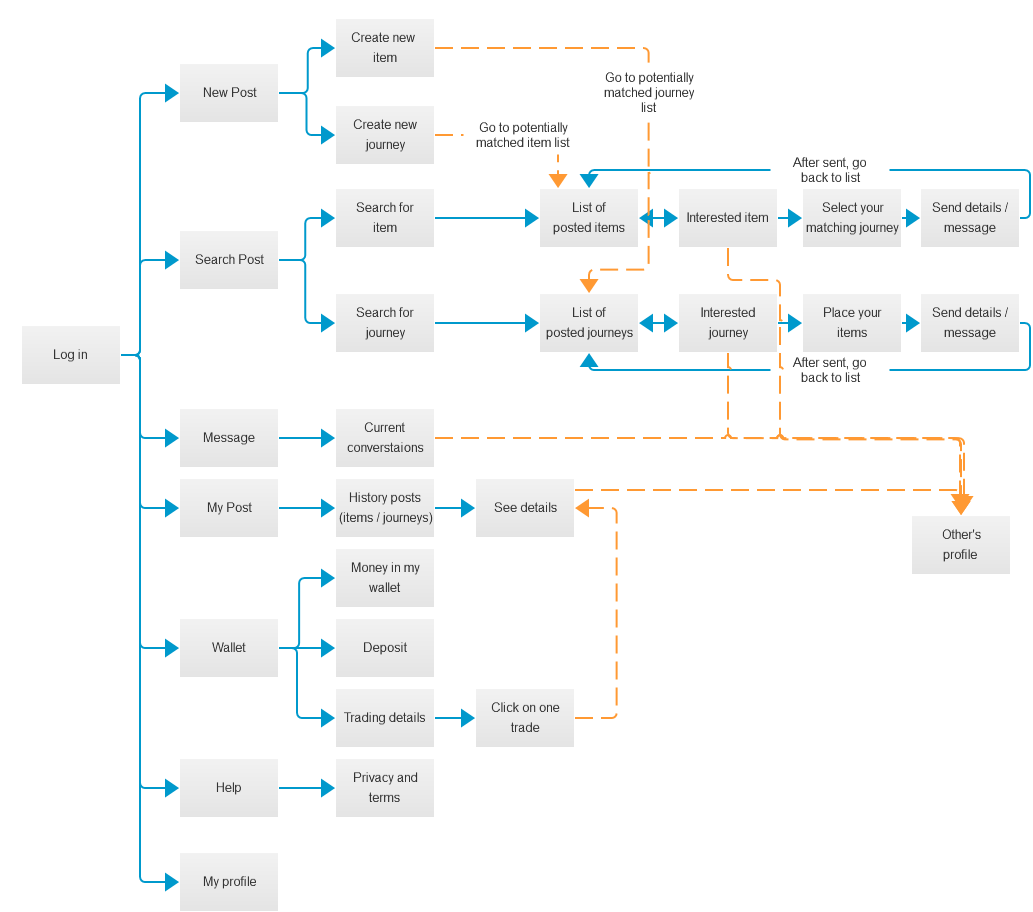 Create new
item
New Post
Create new
journey
Go to potentially
matched journey
list
Go to potentially
matched item list
After sent, go
back to list
Search Post
Search for
item
List of
posted items
Interested item
Select your
matching journey
Send details /
message
Search for
journey
List of
posted journeys
Interested
journey
Place your
items
Send details /
message
After sent, go
back to list
Log in
Message
Current
converstaions
My Post
History posts
(items / journeys)
See details
Other's
profile
Money in my
wallet
Wallet
Deposit
Trading details
Click on one
trade
Help
Privacy and
terms
My profile